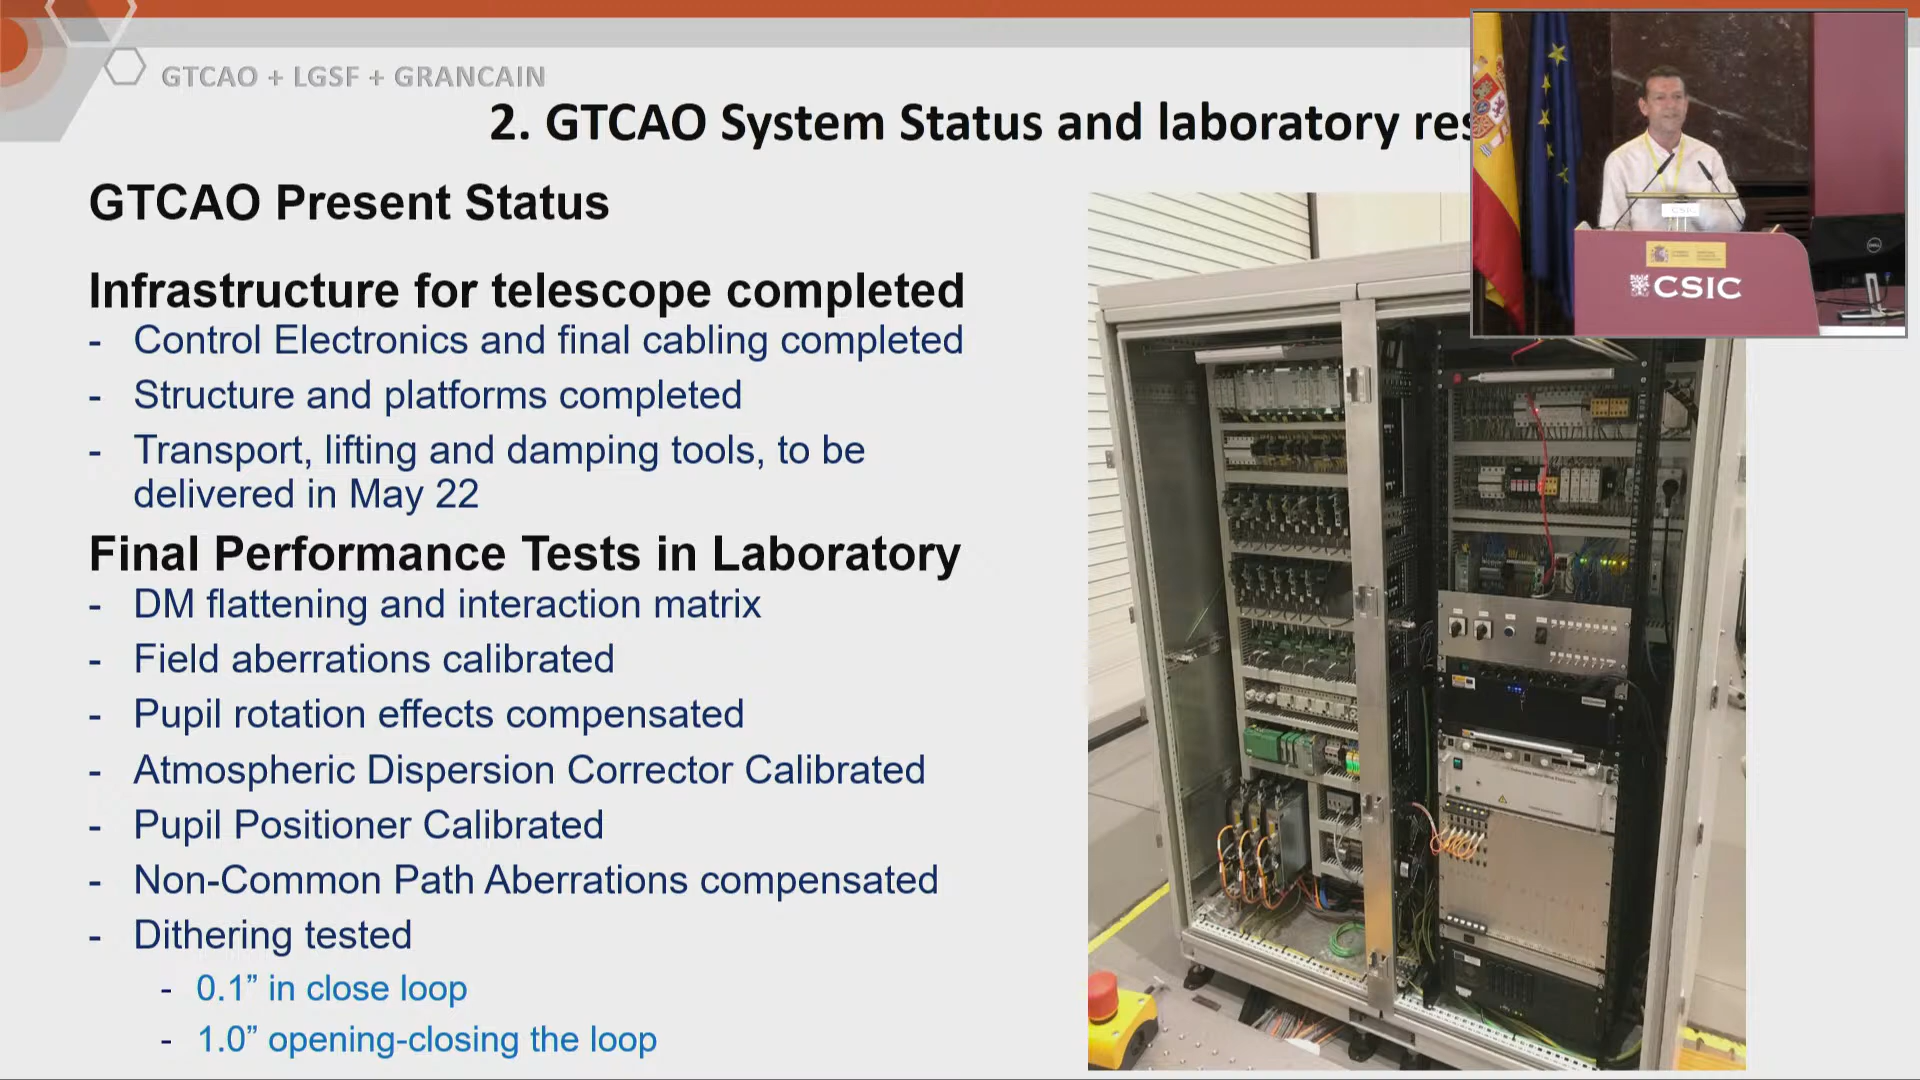 GTCAO + LGSF + GRANCAIN
2. GTCAO System Status and laboratory res
GTCAO Present Status
Infrastructure for telescope completed
- Control Electronics and final cabling completed
- Structure and platforms completed
- Transport, lifting and damping tools, to be
delivered in May 22
Final Performance Tests in Laboratory
- DM flattening and interaction matrix
- Field aberrations calibrated
- Pupil rotation effects compensated
- Atmospheric Dispersion Corrector Calibrated
- Pupil Positioner Calibrated
- Non-Common Path Aberrations compensated
- Dithering tested
- 0.1” in close loop
- 1.0” opening-closing the loop
CSIC
CSIC
DELL